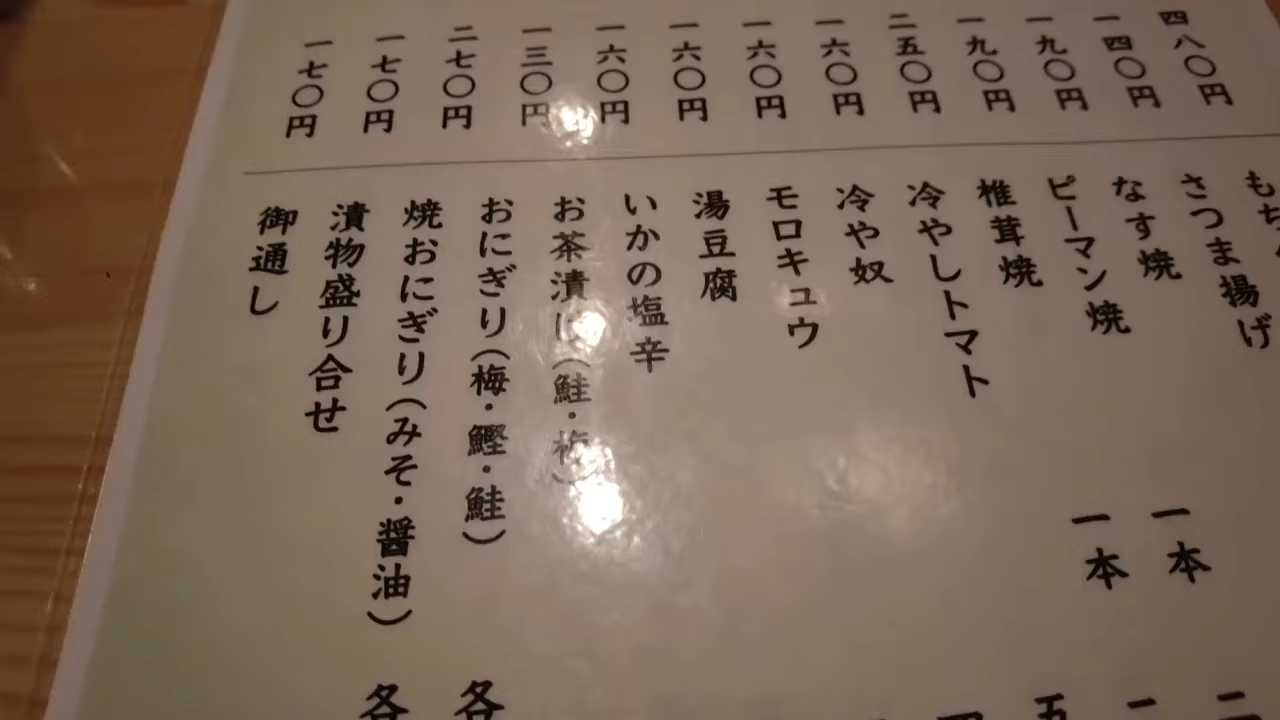 四八〇円
一四〇円
一九〇円
一九〇円
二五〇円
一六〇円
一六〇円
一六〇円
一六〇円
一三〇円
二七〇円
一七〇円
一七〇円
もち
さつま揚げ
なす焼 一本
ピーマン焼 一本
椎茸焼
冷やしトマト
冷や奴
モロキュウ
湯豆腐
いかの塩辛
お茶漬け(鮭・梅)
おにぎり(梅・鰹・鮭) 各
焼おにぎり(みそ・醤油) 各
漬物盛り合せ
御通し